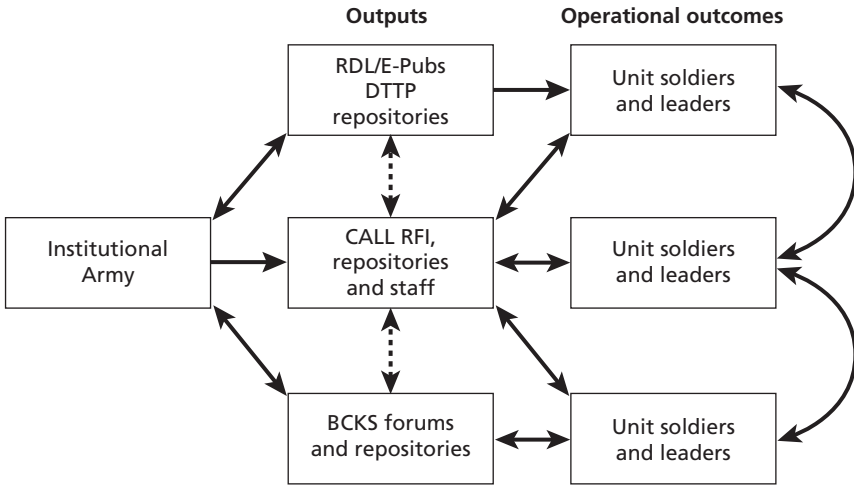 Outputs
Operational outcomes
RDL/E-Pubs
DTTP
repositories
Unit soldiers
and leaders
Institutional
Army
CALL RFI,
repositories
and staff
Unit soldiers
and leaders
BCKS forums
and repositories
Unit soldiers
and leaders